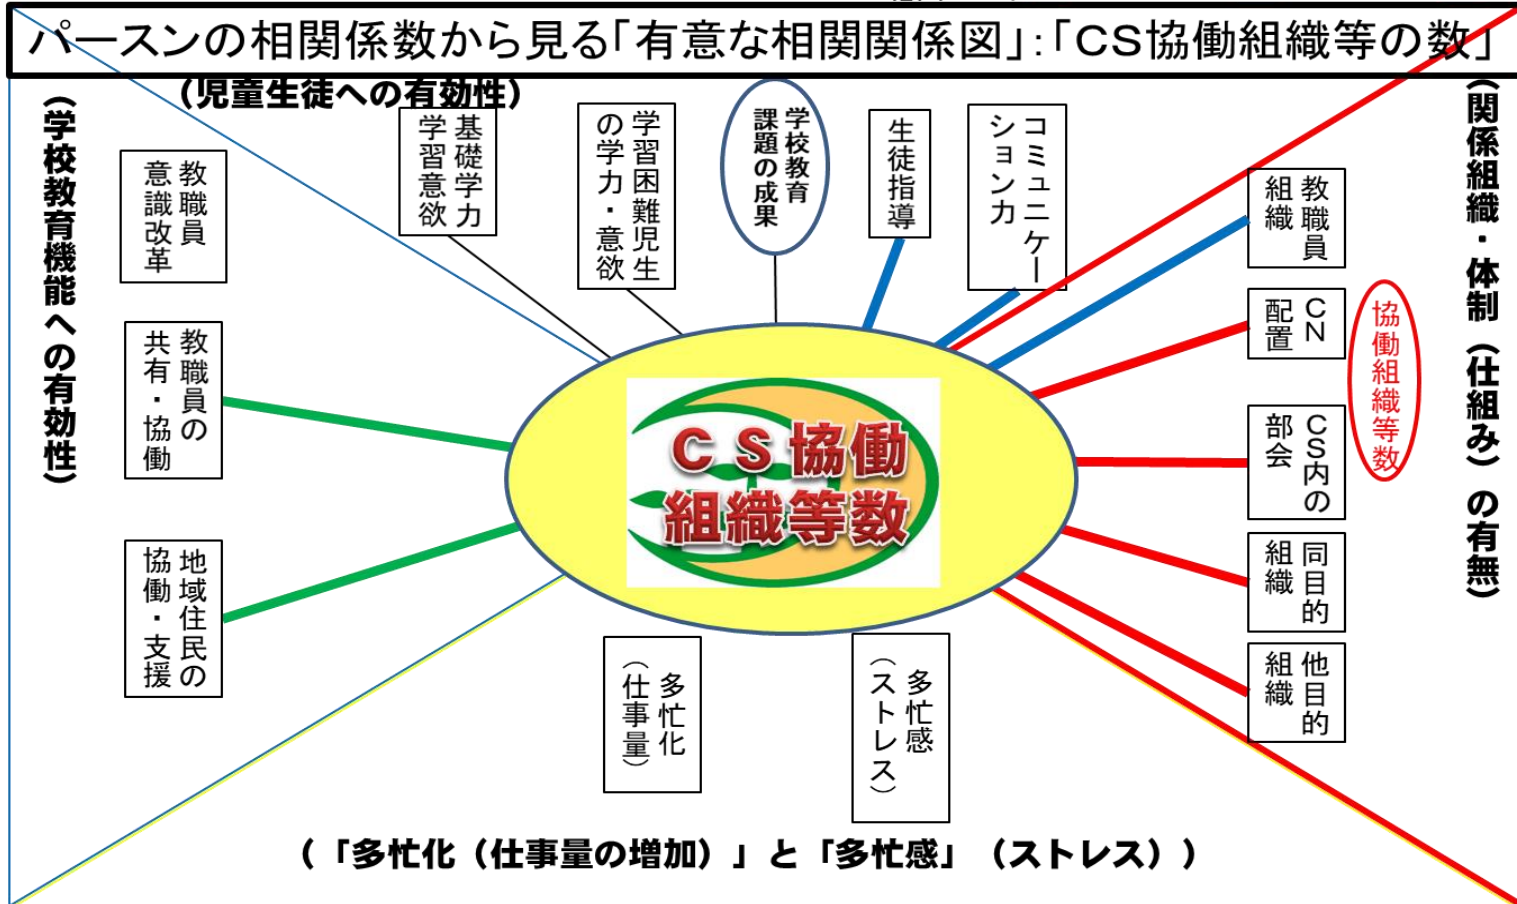 パースンの相関係数から見る「有意な相関関係図」:「CS協働組織等の数」
(児童生徒への有効性)
(学校教育機能への有効性)
教職員
意識改革
教職員の
共有・協働
地域住民の
協働・支援
基礎学力
学習意欲
学習困難児生
の学力・意欲
学校教育
課題の成果
生徒指導
コミュニケー
ション力
(関係組織・体制(仕組み)の有無)
教職員
組織
CN
配置
CS内の
部会
同目的
組織
他目的
組織
協働組織等数
CS協働
組織等数
多忙化
(仕事量)
多忙感
(ストレス)
(「多忙化(仕事量の増加)」と「多忙感」(ストレス))